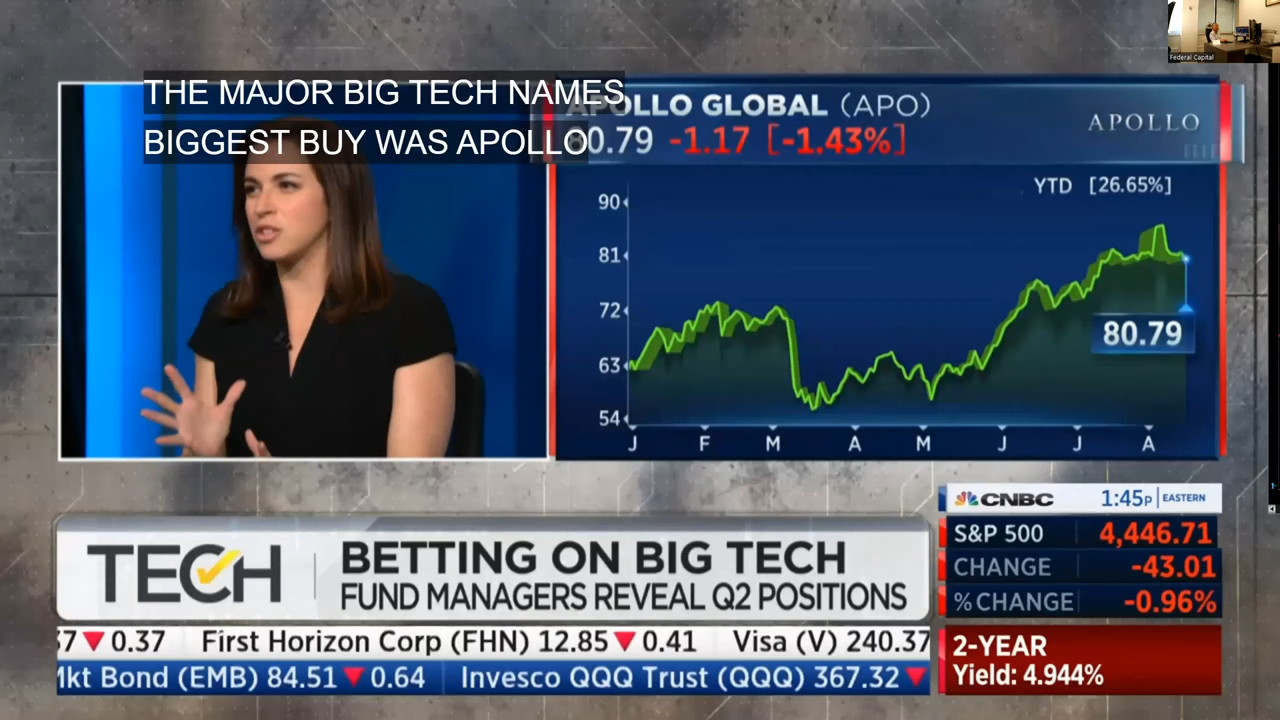 Federal Capital
THE MAJOR BIG TECH NAMES
BIGGEST BUY WAS APOLLO
APOLLO GLOBAL (APO)
80.79 -1.17 [-1.43%]
APOLLO
YTD [26.65%]
90
81
72
63
54
80.79
J F M A M J J A
CNBC 1:45P EASTERN
S&P 500 4,446.71
CHANGE -43.01
% CHANGE -0.96%
2-YEAR
Yield: 4.944%
TECH
BETTING ON BIG TECH
FUND MANAGERS REVEAL Q2 POSITIONS
7 ▼ 0.37 First Horizon Corp (FHN) 12.85 ▼ 0.41 Visa (V) 240.37
Mkt Bond (EMB) 84.51 ▼ 0.64 Invesco QQQ Trust (QQQ) 367.32 ▼